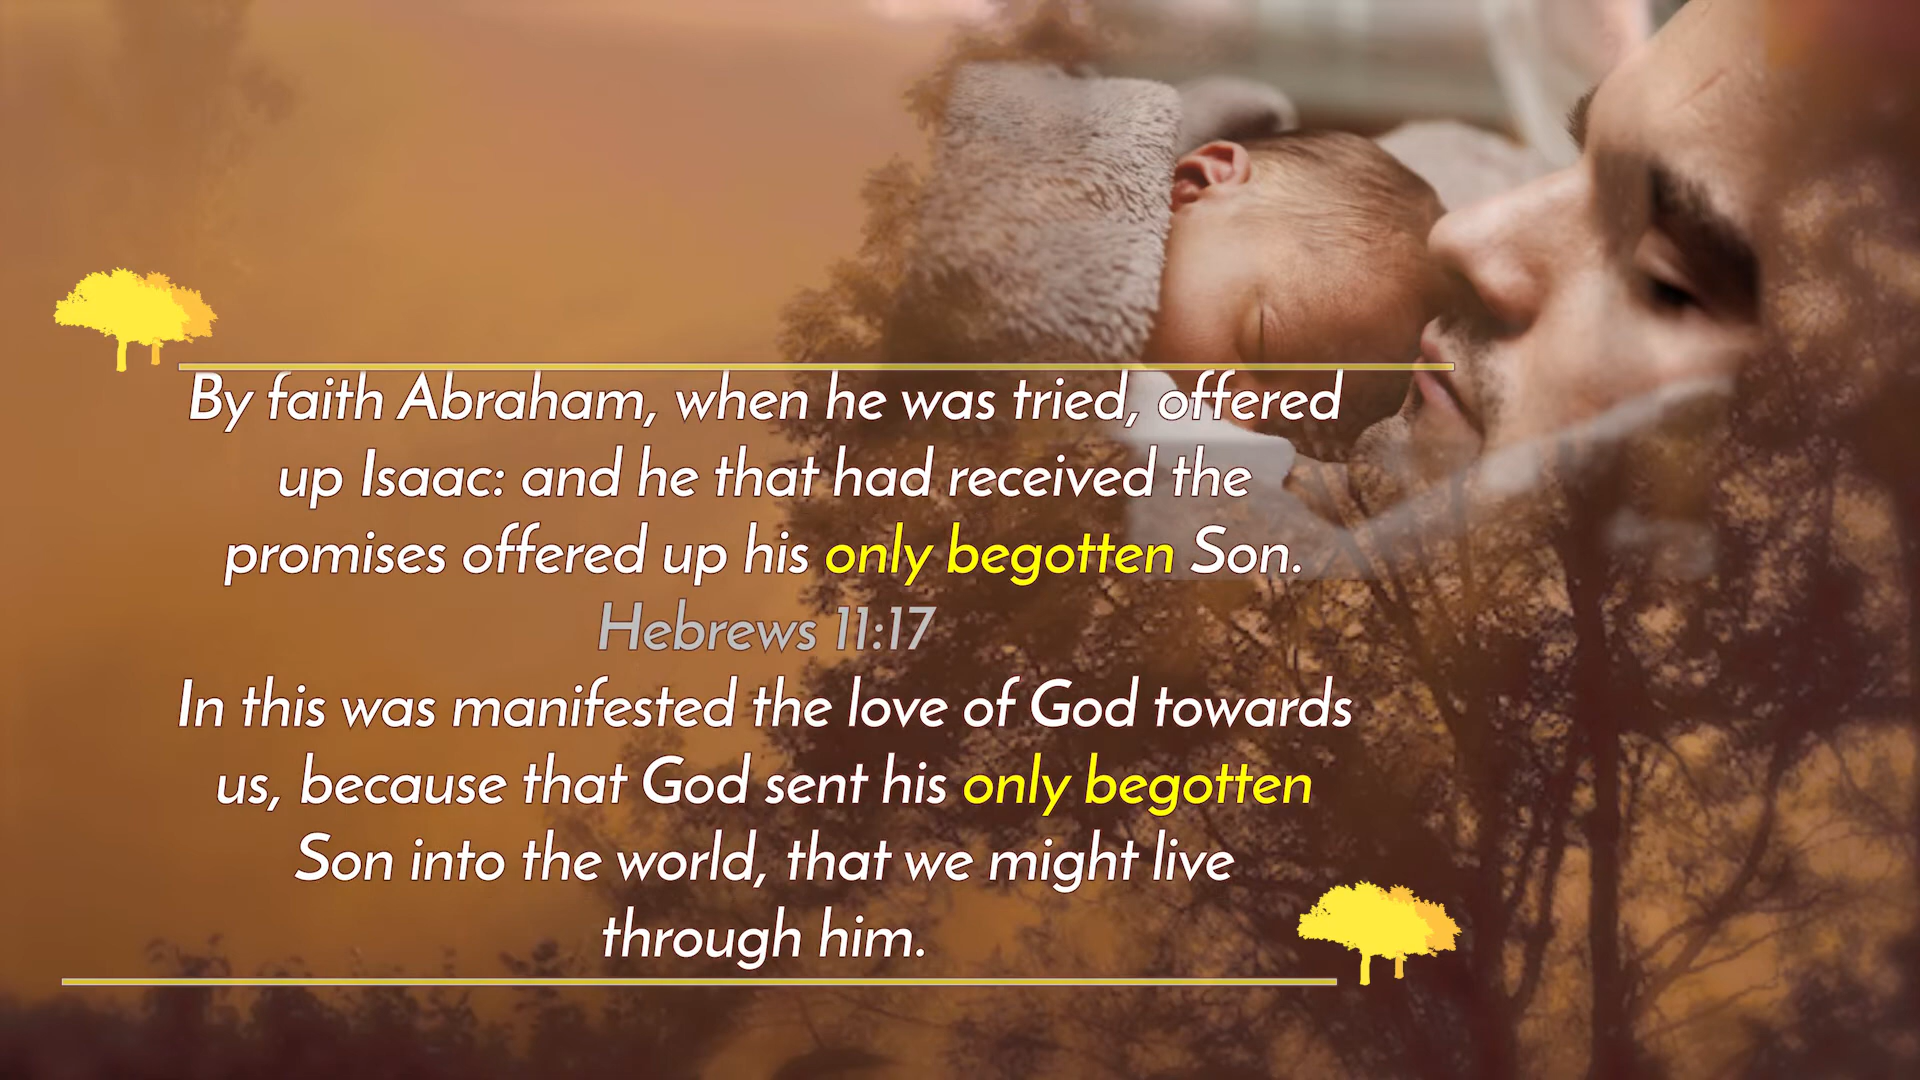 By faith Abraham, when he was tried, offered
up Isaac: and he that had received the
promises offered up his only begotten Son.
Hebrews 11:17
In this was manifested the love of God towards
us, because that God sent his only begotten
Son into the world, that we might live
through him.